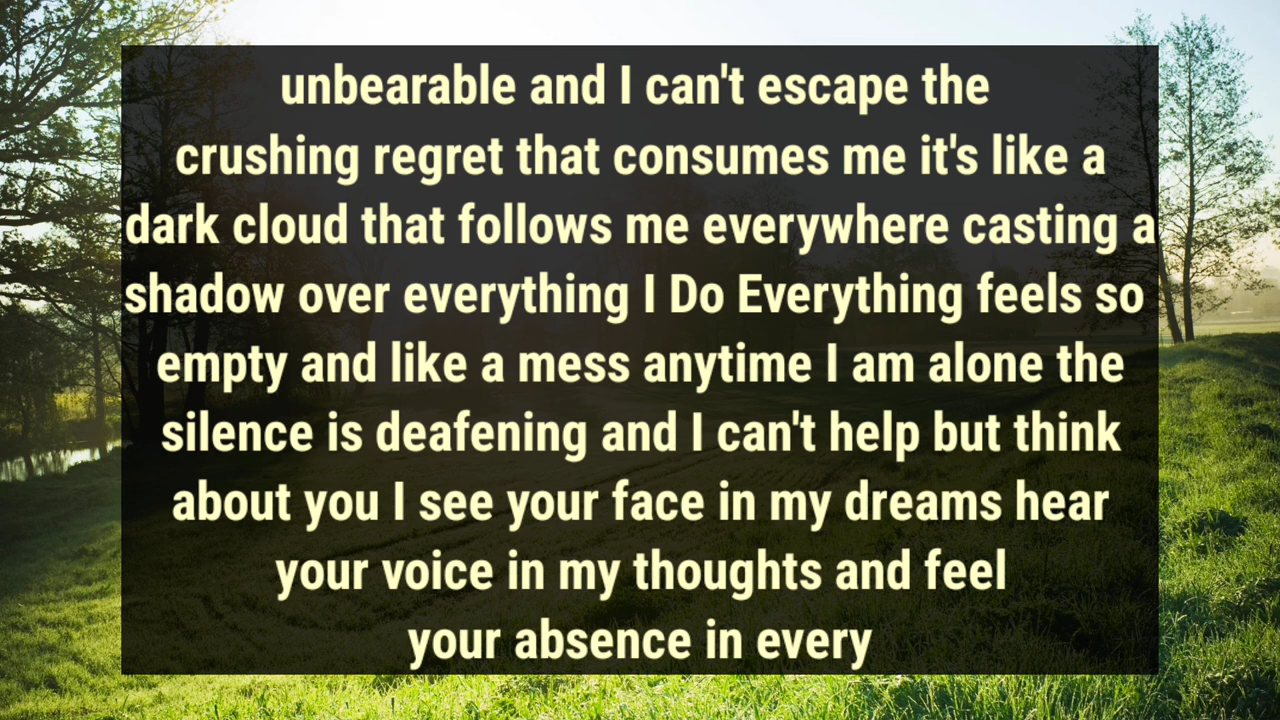 unbearable and I can't escape the
crushing regret that consumes me it's like a
dark cloud that follows me everywhere casting a
shadow over everything I Do Everything feels so
empty and like a mess anytime I am alone the
silence is deafening and I can't help but think
about you I see your face in my dreams hear
your voice in my thoughts and feel
your absence in every